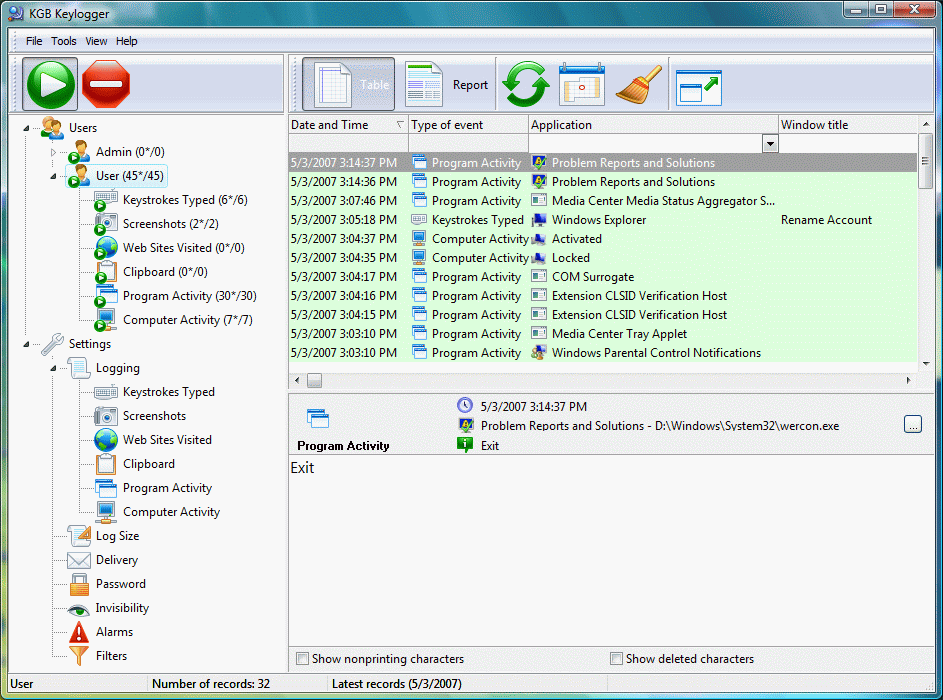 KGB Keylogger
File Tools View Help
Table Report
Users
Admin (0*/0)
User (45*/45)
Keystrokes Typed (6*/6)
Screenshots (2*/2)
Web Sites Visited (0*/0)
Clipboard (0*/0)
Program Activity (30*/30)
Computer Activity (7*/7)
Settings
Logging
Keystrokes Typed
Screenshots
Web Sites Visited
Clipboard
Program Activity
Computer Activity
Log Size
Delivery
Password
Invisibility
Alarms
Filters
Date and Time Type of event Application Window title
5/3/2007 3:14:37 PM Program Activity Problem Reports and Solutions
5/3/2007 3:14:36 PM Program Activity Problem Reports and Solutions
5/3/2007 3:07:46 PM Program Activity Media Center Media Status Aggregator S...
5/3/2007 3:05:18 PM Keystrokes Typed Windows Explorer Rename Account
5/3/2007 3:04:37 PM Computer Activity Activated
5/3/2007 3:04:35 PM Computer Activity Locked
5/3/2007 3:04:17 PM Program Activity COM Surrogate
5/3/2007 3:04:16 PM Program Activity Extension CLSID Verification Host
5/3/2007 3:04:15 PM Program Activity Extension CLSID Verification Host
5/3/2007 3:03:10 PM Program Activity Media Center Tray Applet
5/3/2007 3:03:10 PM Program Activity Windows Parental Control Notifications
Program Activity
5/3/2007 3:14:37 PM
Problem Reports and Solutions - D:\Windows\System32\wercon.exe
...
Exit
Exit
Show nonprinting characters Show deleted characters
User Number of records: 32 Latest records (5/3/2007)